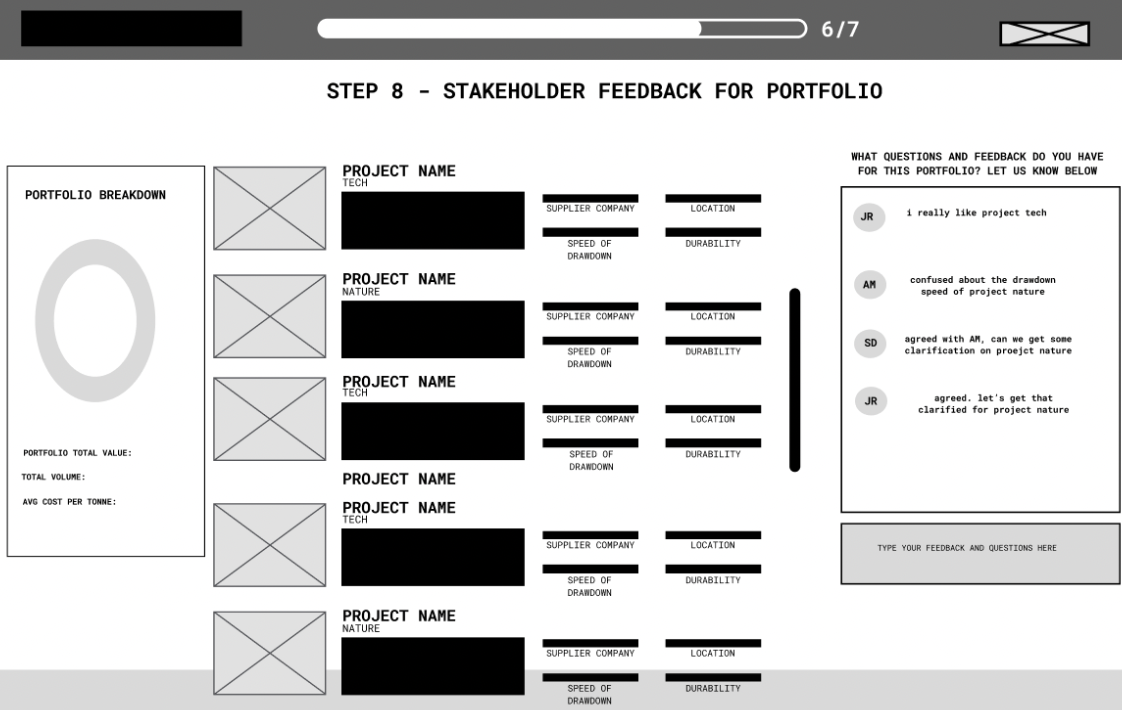 6/7
STEP 8 - STAKEHOLDER FEEDBACK FOR PORTFOLIO
PORTFOLIO BREAKDOWN
PORTFOLIO TOTAL VALUE:
TOTAL VOLUME:
AVG COST PER TONNE:
PROJECT NAME
TECH
SUPPLIER COMPANY
LOCATION
SPEED OF
DRAWDOWN
DURABILITY
PROJECT NAME
NATURE
SUPPLIER COMPANY
LOCATION
SPEED OF
DRAWDOWN
DURABILITY
PROJECT NAME
TECH
SUPPLIER COMPANY
LOCATION
SPEED OF
DRAWDOWN
DURABILITY
PROJECT NAME
PROJECT NAME
TECH
SUPPLIER COMPANY
LOCATION
SPEED OF
DRAWDOWN
DURABILITY
PROJECT NAME
NATURE
SUPPLIER COMPANY
LOCATION
SPEED OF
DRAWDOWN
DURABILITY
WHAT QUESTIONS AND FEEDBACK DO YOU HAVE
FOR THIS PORTFOLIO? LET US KNOW BELOW
JR
i really like project tech
AM
confused about the drawdown
speed of project nature
SD
agreed with AM, can we get some
clarification on proejct nature
JR
agreed. let's get that
clarified for project nature
TYPE YOUR FEEDBACK AND QUESTIONS HERE